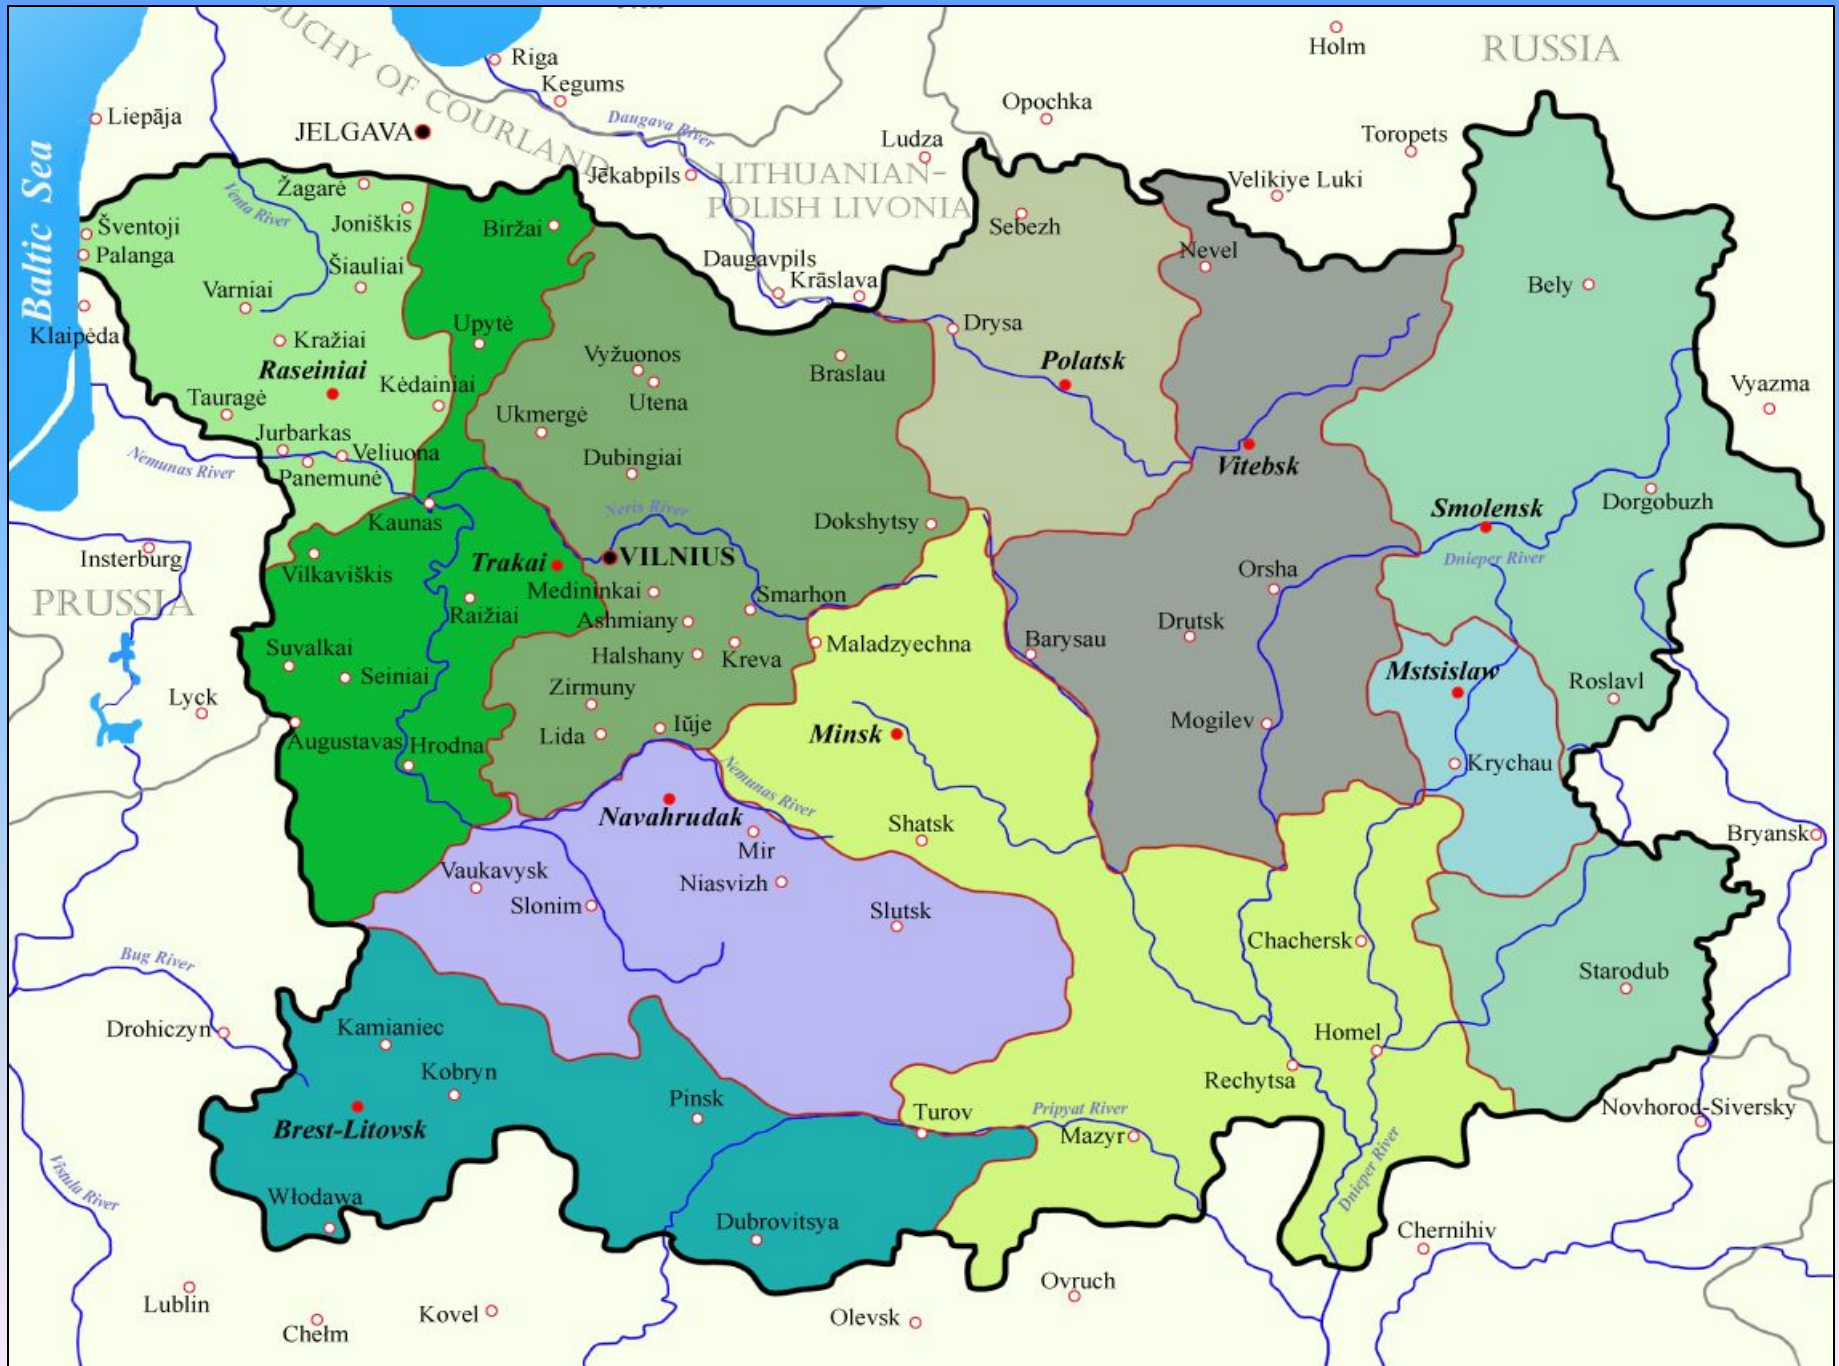 Riga
Holm
RUSSIA
DUCHY OF COURLAND
Kegums
Opochka
Liepāja
JELGAVA
Daugava River
Ludza
Toropets
Baltic Sea
Žagarė
Jēkabpils
LITHUANIAN-
POLISH LIVONIA
Velikiye Luki
Venta River
Joniškis
Biržai
Sebezh
Šventoji
Palanga
Šiauliai
Daugavpils
Nevel
Krāslava
Bely
Varniai
Klaipėda
Kražiai
Upytė
Drysa
Vyžuonos
Utena
Braslau
Polatsk
Raseiniai
Kėdainiai
Vyazma
Tauragė
Ukmergė
Jurbarkas
Veliuona
Panemunė
Nemunas River
Dubingiai
Vitebsk
Kaunas
Neris River
Dokshytsy
Smolensk
Dorgobuzh
Insterburg
Vilkaviškis
Trakai
VILNIUS
Dnieper River
Orsha
PRUSSIA
Medininkai
Smarhon
Raižiai
Ashmiany
Drutsk
Suvalkai
Halshany
Kreva
Maladzyechna
Barysau
Seiniai
Mstsislaw
Roslavl
Lyck
Zirmuny
Iŭje
Mogilev
Augustavas
Hrodna
Lida
Minsk
Krychau
Nemunas River
Navahrudak
Shatsk
Bryansk
Mir
Vaukavysk
Niasvizh
Slonim
Slutsk
Chachersk
Bug River
Starodub
Drohiczyn
Kamianiec
Homel
Kobryn
Rechytsa
Pinsk
Turov
Pripyat River
Novhorod-Siversky
Brest-Litovsk
Mazyr
Dnieper River
Vistula River
Włodawa
Dubrovitsya
Chernihiv
Ovruch
Lublin
Chełm
Kovel
Olevsk